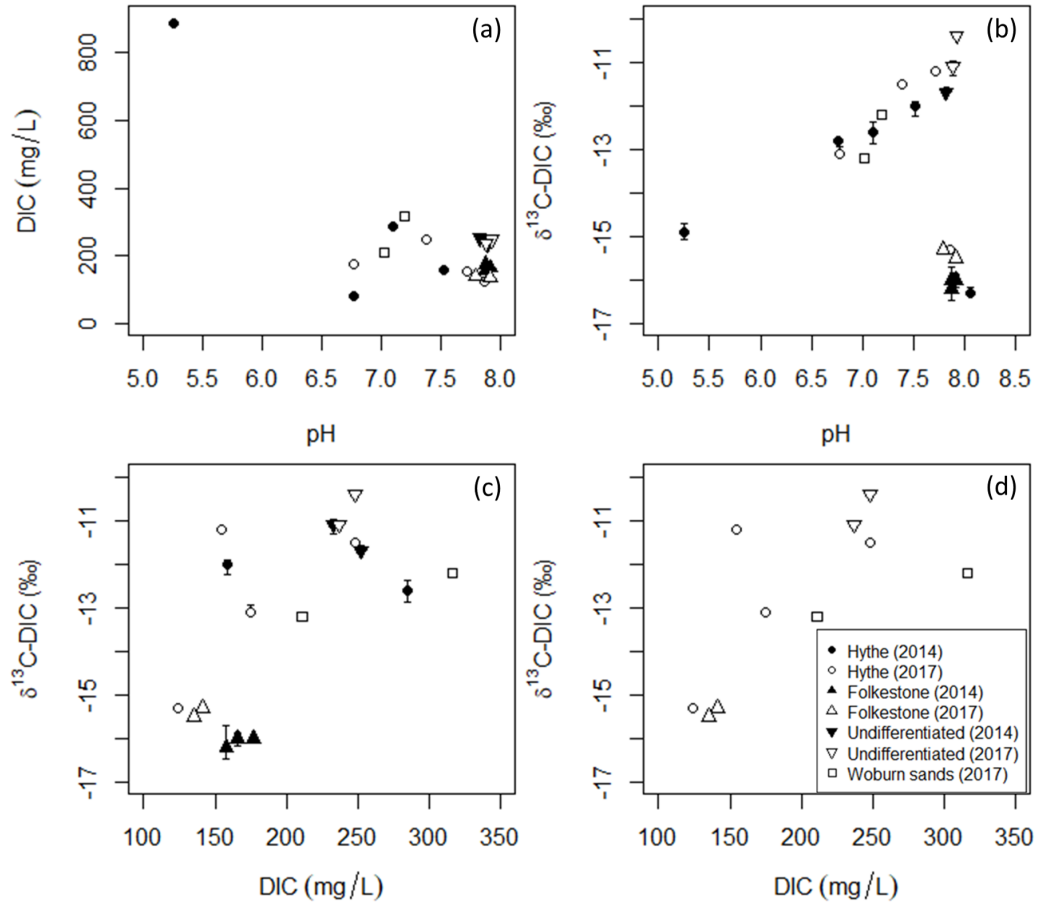 (a)
DIC (mg/L)
800
600
400
200
0
5.0 5.5 6.0 6.5 7.0 7.5 8.0
pH
(b)
δ13C-DIC (‰)
-11
-13
-15
-17
5.0 5.5 6.0 6.5 7.0 7.5 8.0 8.5
pH
(c)
δ13C-DIC (‰)
-11
-13
-15
-17
100 150 200 250 300 350
DIC (mg/L)
(d)
δ13C-DIC (‰)
-11
-13
-15
-17
Hythe (2014)
Hythe (2017)
Folkestone (2014)
Folkestone (2017)
Undifferentiated (2014)
Undifferentiated (2017)
Woburn sands (2017)
100 150 200 250 300 350
DIC (mg/L)